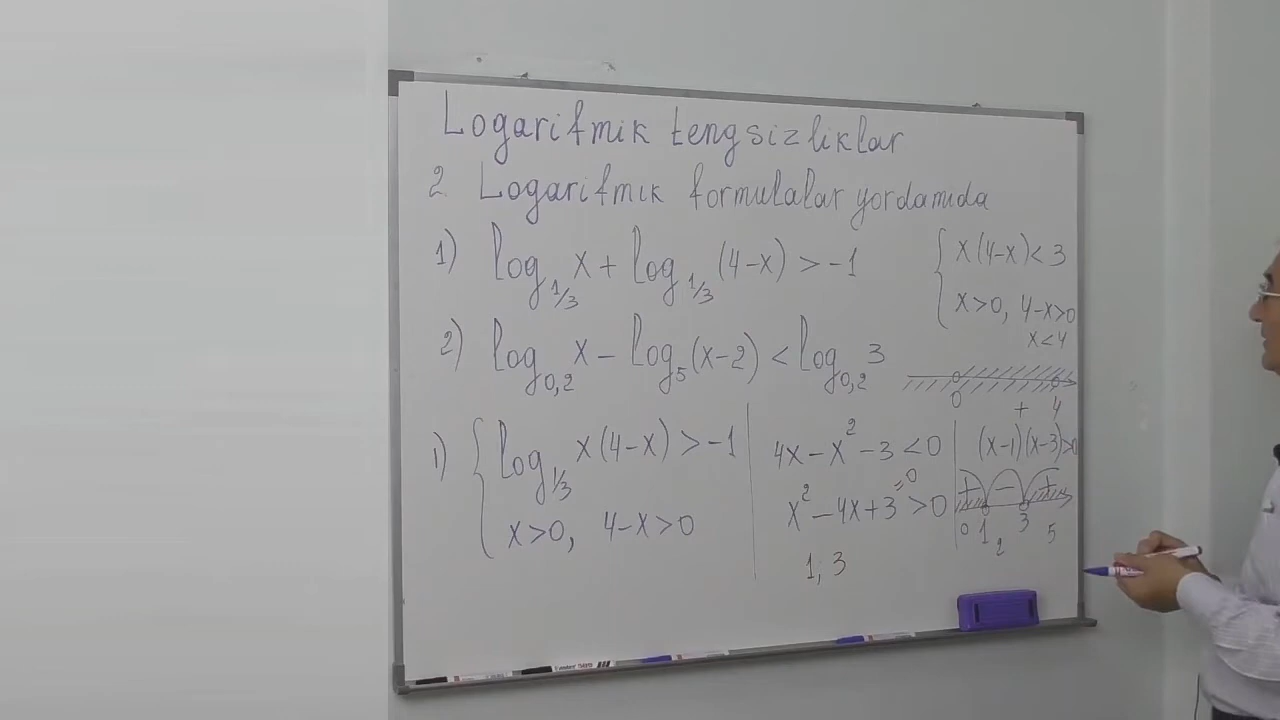 Logarifmik tengsizliklar
2. Logarifmik formulalar yordamida
1) log_{1/3} x + log_{1/3} (4-x) > -1
2) log_{0,2} x - log_5 (x-2) < log_{0,2} 3
1) { log_{1/3} x(4-x) > -1
x>0, 4-x>0
4x - x² - 3 < 0
x² - 4x + 3 > 0
= 0
1; 3
{ x(4-x) < 3
x>0, 4-x>0
x<4
0 4
+
(x-1)(x-3)>0
+ - +
0 1 2 3 5